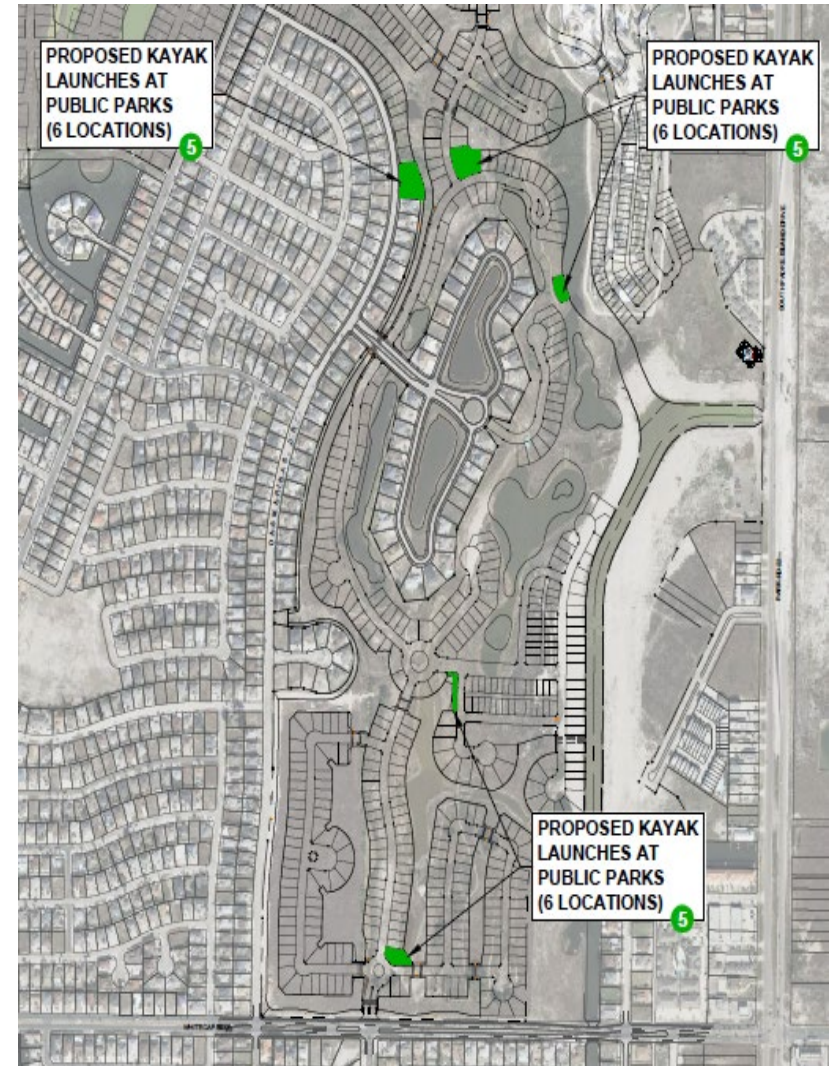 PROPOSED KAYAK
LAUNCHES AT
PUBLIC PARKS
(6 LOCATIONS)
5
PROPOSED KAYAK
LAUNCHES AT
PUBLIC PARKS
(6 LOCATIONS)
5
PROPOSED KAYAK
LAUNCHES AT
PUBLIC PARKS
(6 LOCATIONS)
5